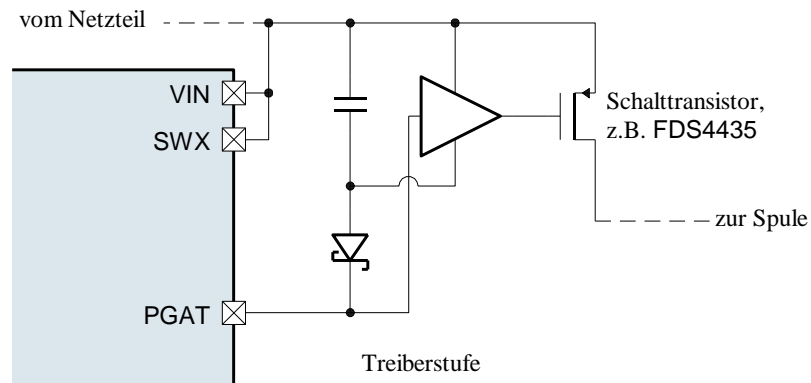 vom Netzteil
VIN
SWX
Schalttransistor,
z.B. FDS4435
zur Spule
PGAT
Treiberstufe